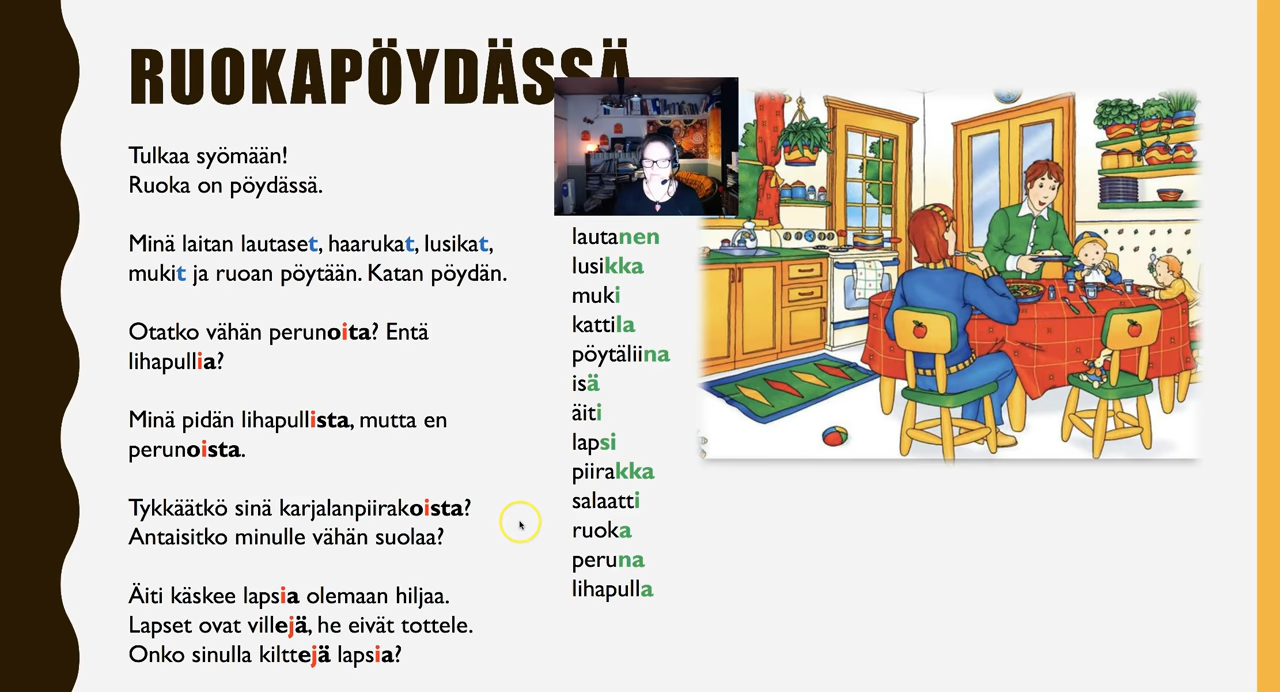 RUOKAPÖYDÄSSÄ
Tulkaa syömään!
Ruoka on pöydässä.
Minä laitan lautaset, haarukat, lusikat,
mukit ja ruoan pöytään. Katan pöydän.
Otatko vähän perunoita? Entä
lihapullia?
Minä pidän lihapullista, mutta en
perunoista.
Tykkäätkö sinä karjalanpiirakoista?
Antaisitko minulle vähän suolaa?
Äiti käskee lapsia olemaan hiljaa.
Lapset ovat villejä, he eivät tottele.
Onko sinulla kilttejä lapsia?
lautanen
lusikka
muki
kattila
pöytäliina
isä
äiti
lapsi
piirakka
salaatti
ruoka
peruna
lihapulla